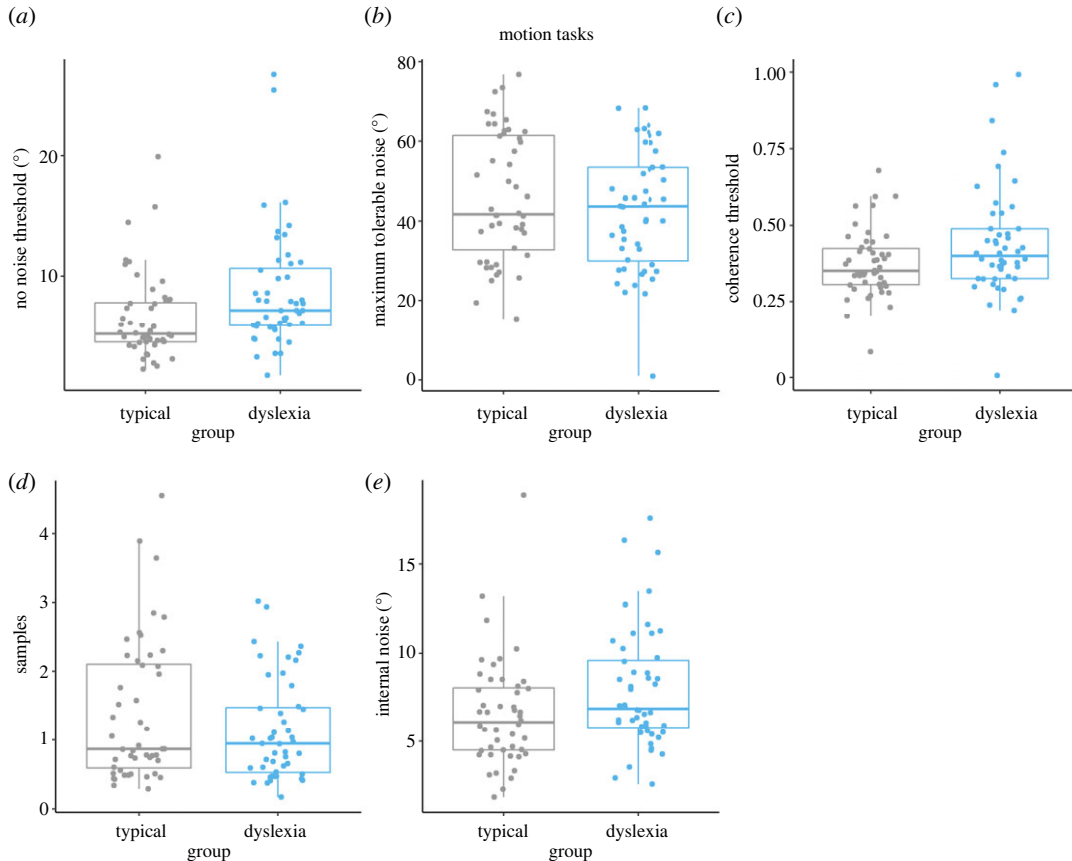 (a)
(b)
(c)
motion tasks
no noise threshold (°)
20
10
typical
dyslexia
group
maximum tolerable noise (°)
80
60
40
20
0
typical
dyslexia
group
coherence threshold
1.00
0.75
0.50
0.25
0
typical
dyslexia
group
(d)
(e)
samples
4
3
2
1
0
typical
dyslexia
group
internal noise (°)
15
10
5
typical
dyslexia
group